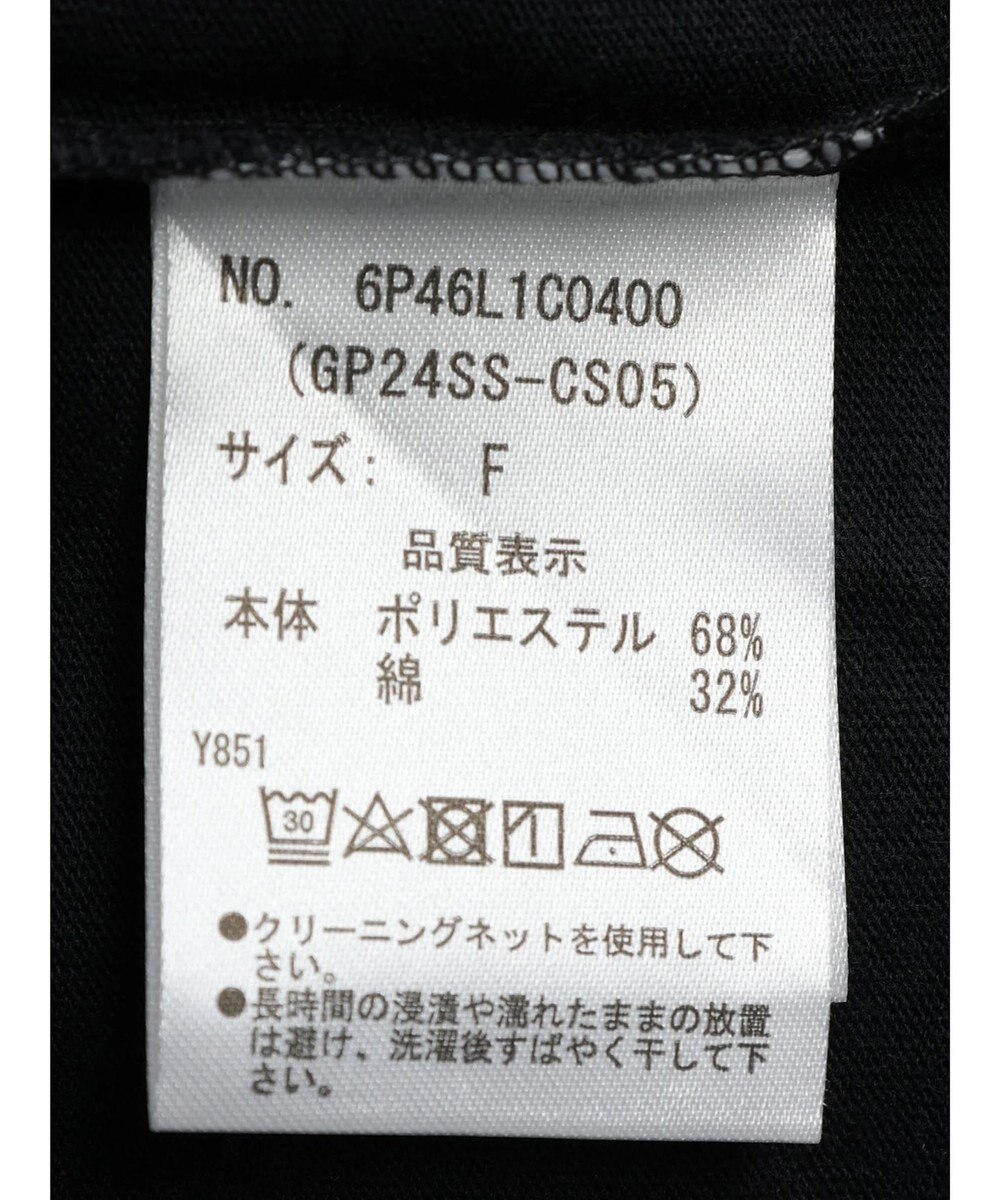 NO. 6P46L1C0400
(GP24SS-CS05)
サイズ: F
品質表示
本体 ポリエステル 68%
綿 32%
Y851
30
●クリーニングネットを使用して下
さい。
●長時間の浸漬や濡れたままの放置
は避け、洗濯後すばやく干して下
さい。